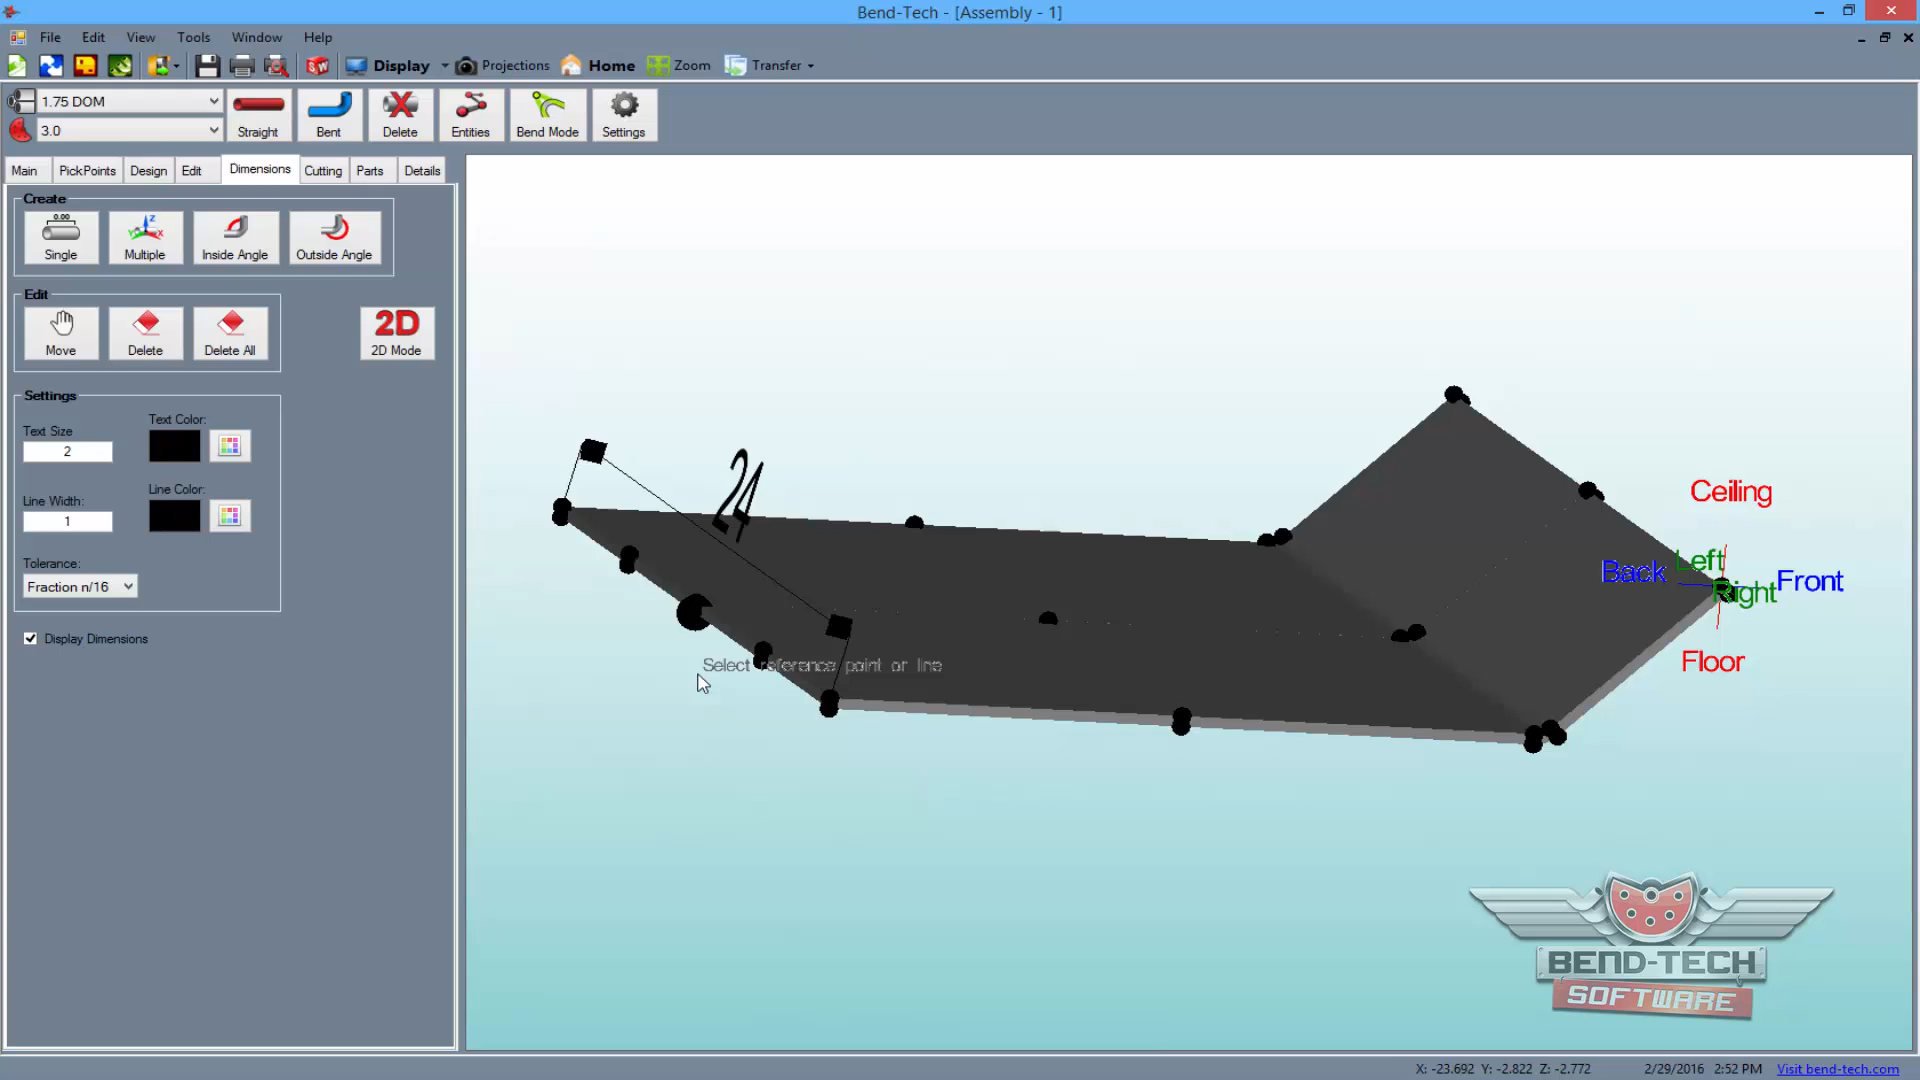 Bend-Tech - [Assembly - 1]
File Edit View Tools Window Help
Display Projections Home Zoom Transfer
1.75 DOM
3.0
Straight Bent Delete Entities Bend Mode Settings
Main PickPoints Design Edit Dimensions Cutting Parts Details
Create
0.00
Single Multiple Inside Angle Outside Angle
Edit
Move Delete Delete All
2D
2D Mode
Settings
Text Size
2
Text Color:
Line Width:
1
Line Color:
Tolerance:
Fraction n/16
Display Dimensions
24
Select reference point or line
Ceiling
Left
Back
Front
Right
Floor
BEND-TECH
SOFTWARE
X: -23.692 Y: -2.822 Z: -2.772
2/29/2016 2:52 PM Visit bend-tech.com